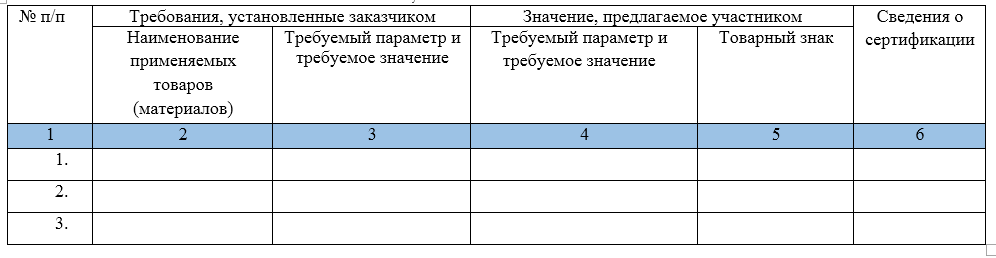 № п/п
Требования, установленные заказчиком
Значение, предлагаемое участником
Сведения о
сертификации
Наименование
применяемых
товаров
(материалов)
Требуемый параметр и
требуемое значение
Требуемый параметр и
требуемое значение
Товарный знак
1 2 3 4 5 6
1.
2.
3.